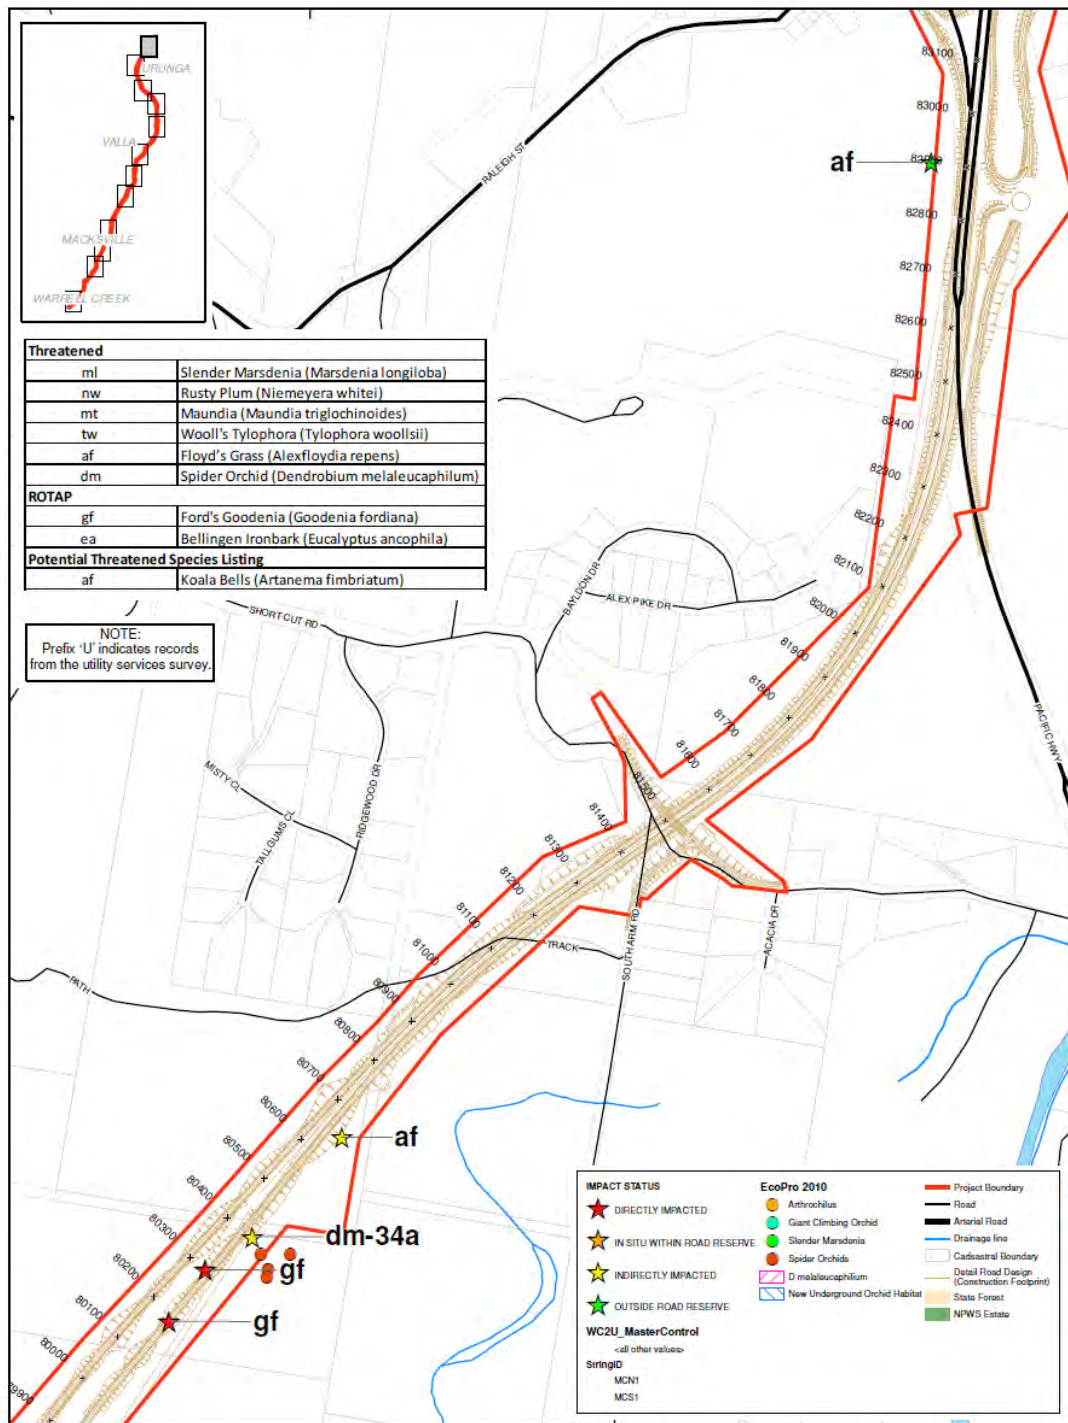 URUNGA
VALLA
MACKSVILLE
WARRELL CREEK
Threatened
ml Slender Marsdenia (Marsdenia longiloba)
nw Rusty Plum (Niemeyera whitei)
mt Maundia (Maundia triglochinoides)
tw Wooll's Tylophora (Tylophora woollsii)
af Floyd's Grass (Alexfloydia repens)
dm Spider Orchid (Dendrobium melaleucaphilum)
ROTAP
gf Ford's Goodenia (Goodenia fordiana)
ea Bellingen Ironbark (Eucalyptus ancophila)
Potential Threatened Species Listing
af Koala Bells (Artanema fimbriatum)
NOTE:
Prefix 'U' indicates records
from the utility services survey.
RALEIGH ST
83100
83000
af
82800
82700
82600
82500
82400
82300
82200
82100
82000
81900
81800
81700
81600
81500
81400
81300
81200
81100
81000
80900
80800
80700
80600
80500
80400
80300
80200
80100
80000
79900
BAYLDON DR
ALEX PIKE DR
SHORT CUT RD
MISTY CL
TALLGUMS CL
RIDGEWOOD DR
PACIFIC HWY
SOUTH ARM RD
ACACIA DR
TRACK
PATH
af
dm-34a
gf
gf
IMPACT STATUS
DIRECTLY IMPACTED
IN SITU WITHIN ROAD RESERVE
INDIRECTLY IMPACTED
OUTSIDE ROAD RESERVE
WC2U_MasterControl
<all other values>
StringID
MCN1
MCS1
EcoPro 2010
Arthrochilus
Giant Climbing Orchid
Slender Marsdenia
Spider Orchids
D melaleucaphilium
New Underground Orchid Habitat
Project Boundary
Road
Arterial Road
Drainage line
Cadsastral Boundary
Detail Road Design
(Construction Footprint)
State Forest
NPWS Estate